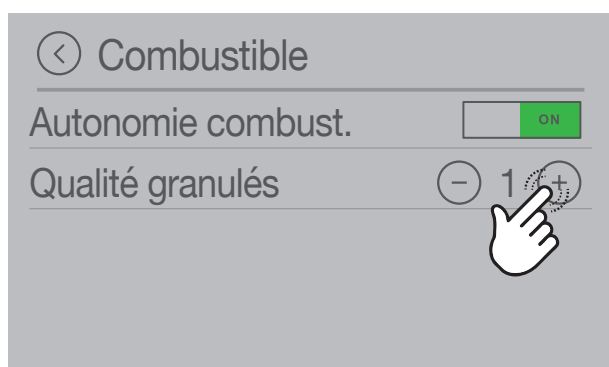 Combustible
Autonomie combust. ON
Qualité granulés - 1 +